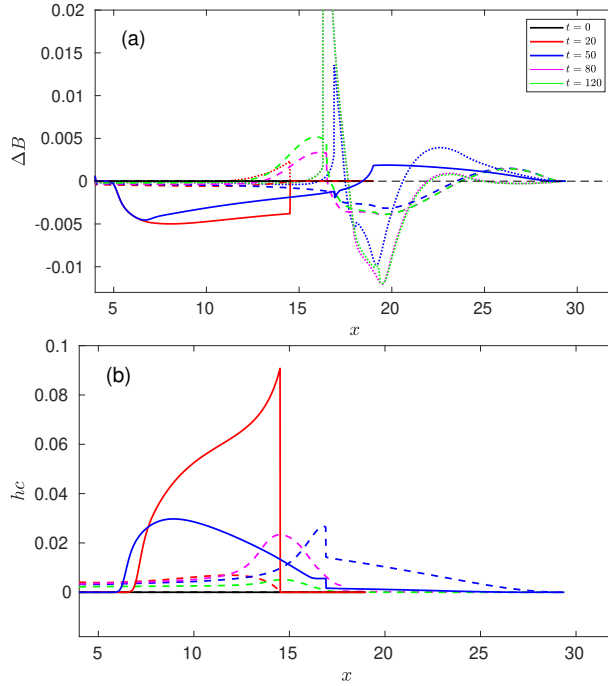 0.02
(a)
t = 0
t = 20
t = 50
t = 80
t = 120
0.015
0.01
0.005
0
-0.005
-0.01
ΔB
5 10 15 20 25 30
x
0.1
(b)
0.08
0.06
0.04
0.02
0
hc
5 10 15 20 25 30
x